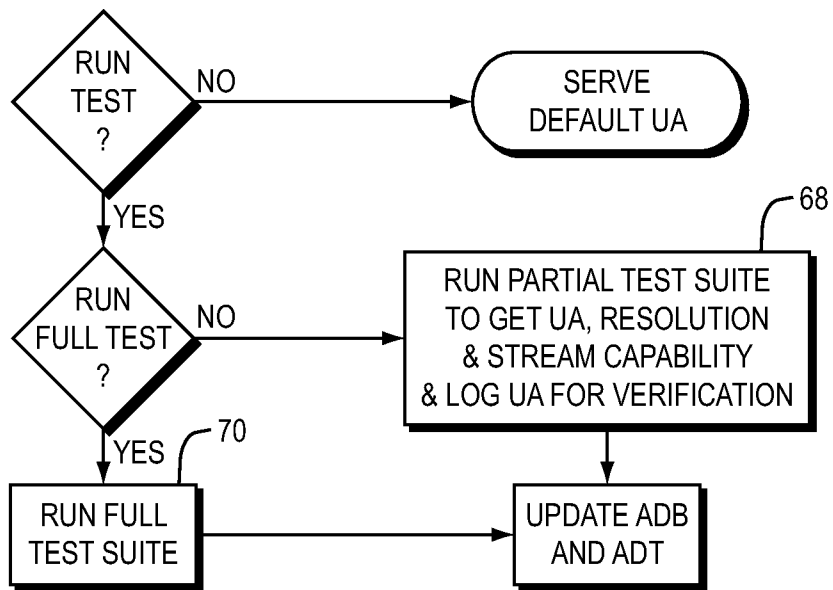 RUN
TEST
?
NO
SERVE
DEFAULT UA
YES
68
RUN
FULL TEST
?
NO
RUN PARTIAL TEST SUITE
TO GET UA, RESOLUTION
& STREAM CAPABILITY
& LOG UA FOR VERIFICATION
YES
70
RUN FULL
TEST SUITE
UPDATE ADB
AND ADT